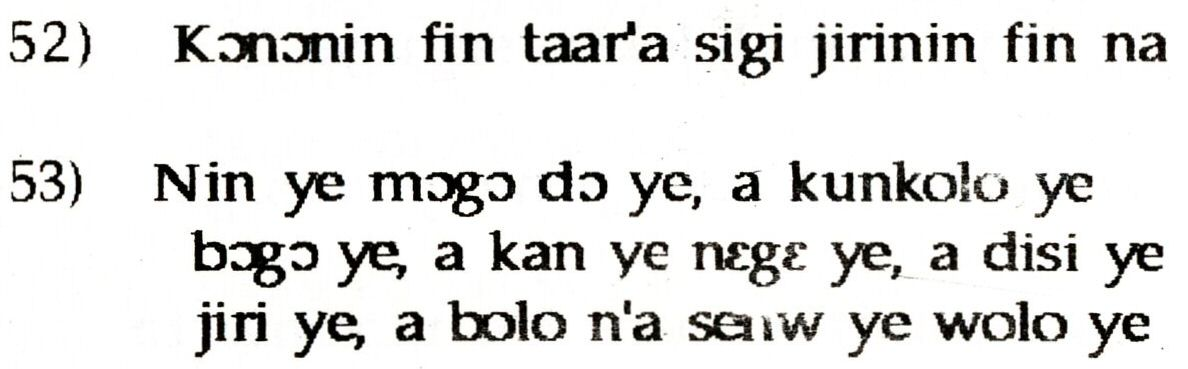 52) Kɔnɔnin fin taar'a sigi jirinin fin na
53) Nin ye mɔgɔ dɔ ye, a kunkolo ye
bɔgɔ ye, a kan ye nɛgɛ ye, a disi ye
jiri ye, a bolo n'a senw ye wolo ye